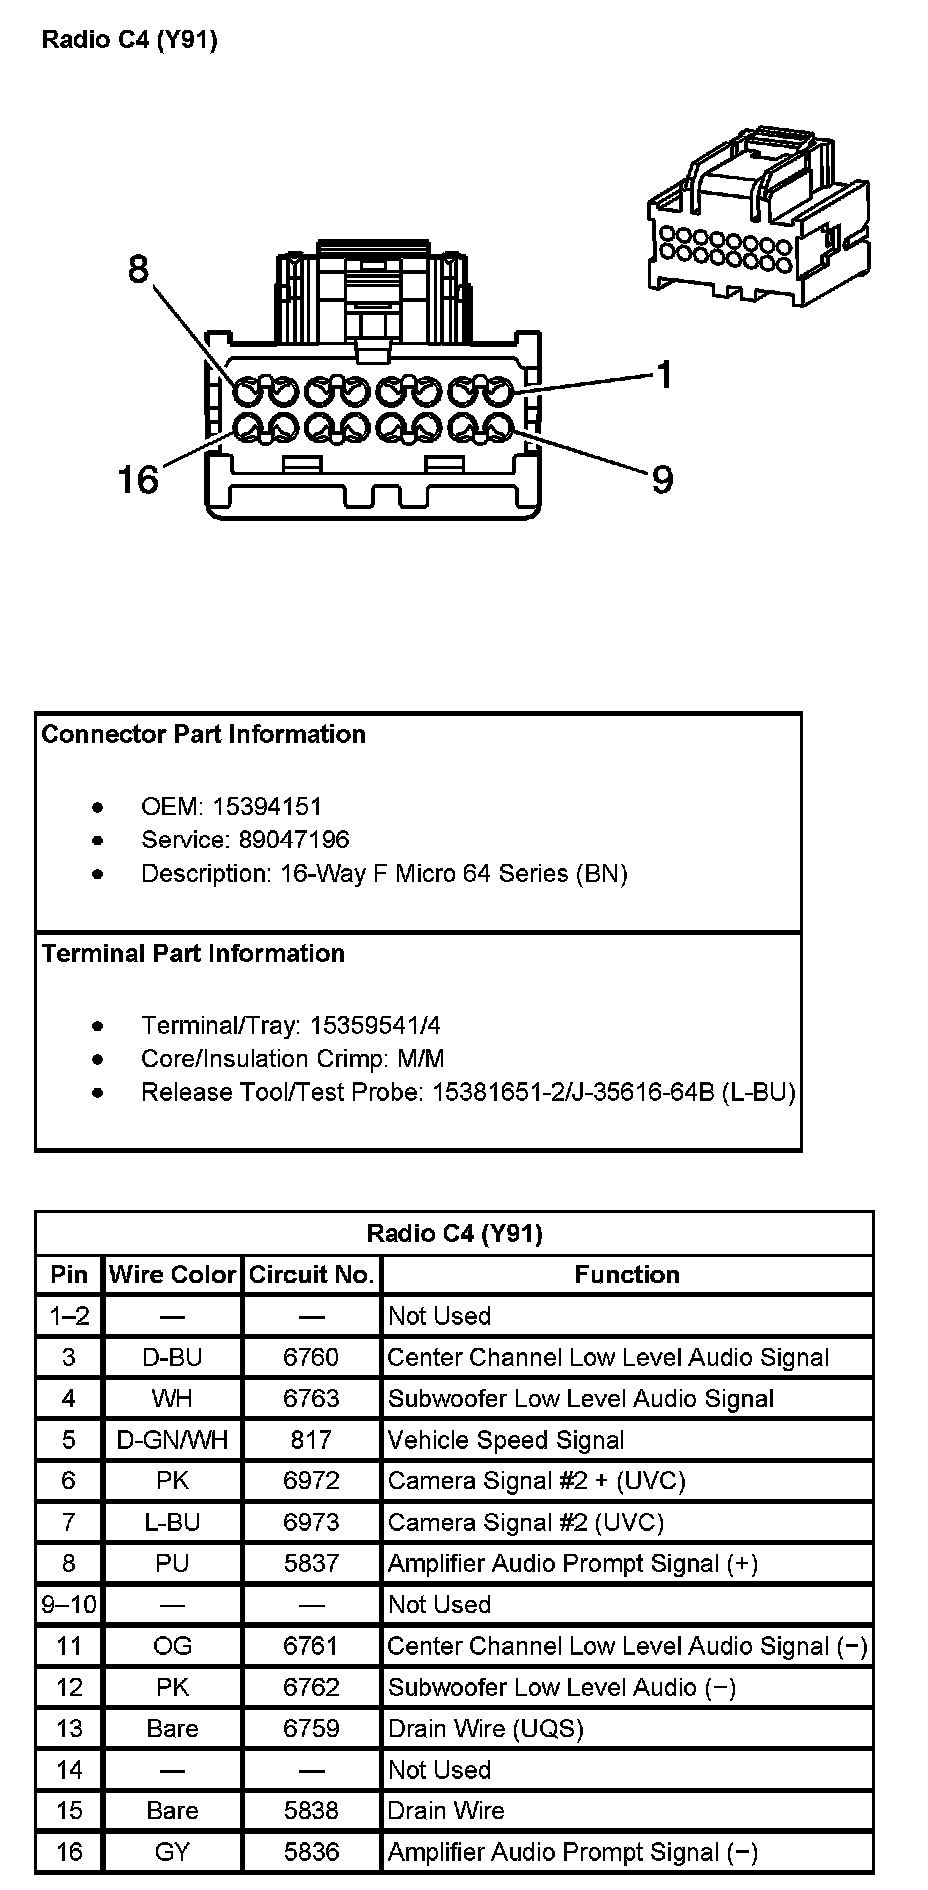 Radio C4 (Y91)
8
1
16
9
Connector Part Information
● OEM: 15394151
● Service: 89047196
● Description: 16-Way F Micro 64 Series (BN)
Terminal Part Information
● Terminal/Tray: 15359541/4
● Core/Insulation Crimp: M/M
● Release Tool/Test Probe: 15381651-2/J-35616-64B (L-BU)
Radio C4 (Y91)
Pin Wire Color Circuit No. Function
1–2 — — Not Used
3 D-BU 6760 Center Channel Low Level Audio Signal
4 WH 6763 Subwoofer Low Level Audio Signal
5 D-GN/WH 817 Vehicle Speed Signal
6 PK 6972 Camera Signal #2 + (UVC)
7 L-BU 6973 Camera Signal #2 (UVC)
8 PU 5837 Amplifier Audio Prompt Signal (+)
9–10 — — Not Used
11 OG 6761 Center Channel Low Level Audio Signal (−)
12 PK 6762 Subwoofer Low Level Audio (−)
13 Bare 6759 Drain Wire (UQS)
14 — — Not Used
15 Bare 5838 Drain Wire
16 GY 5836 Amplifier Audio Prompt Signal (−)